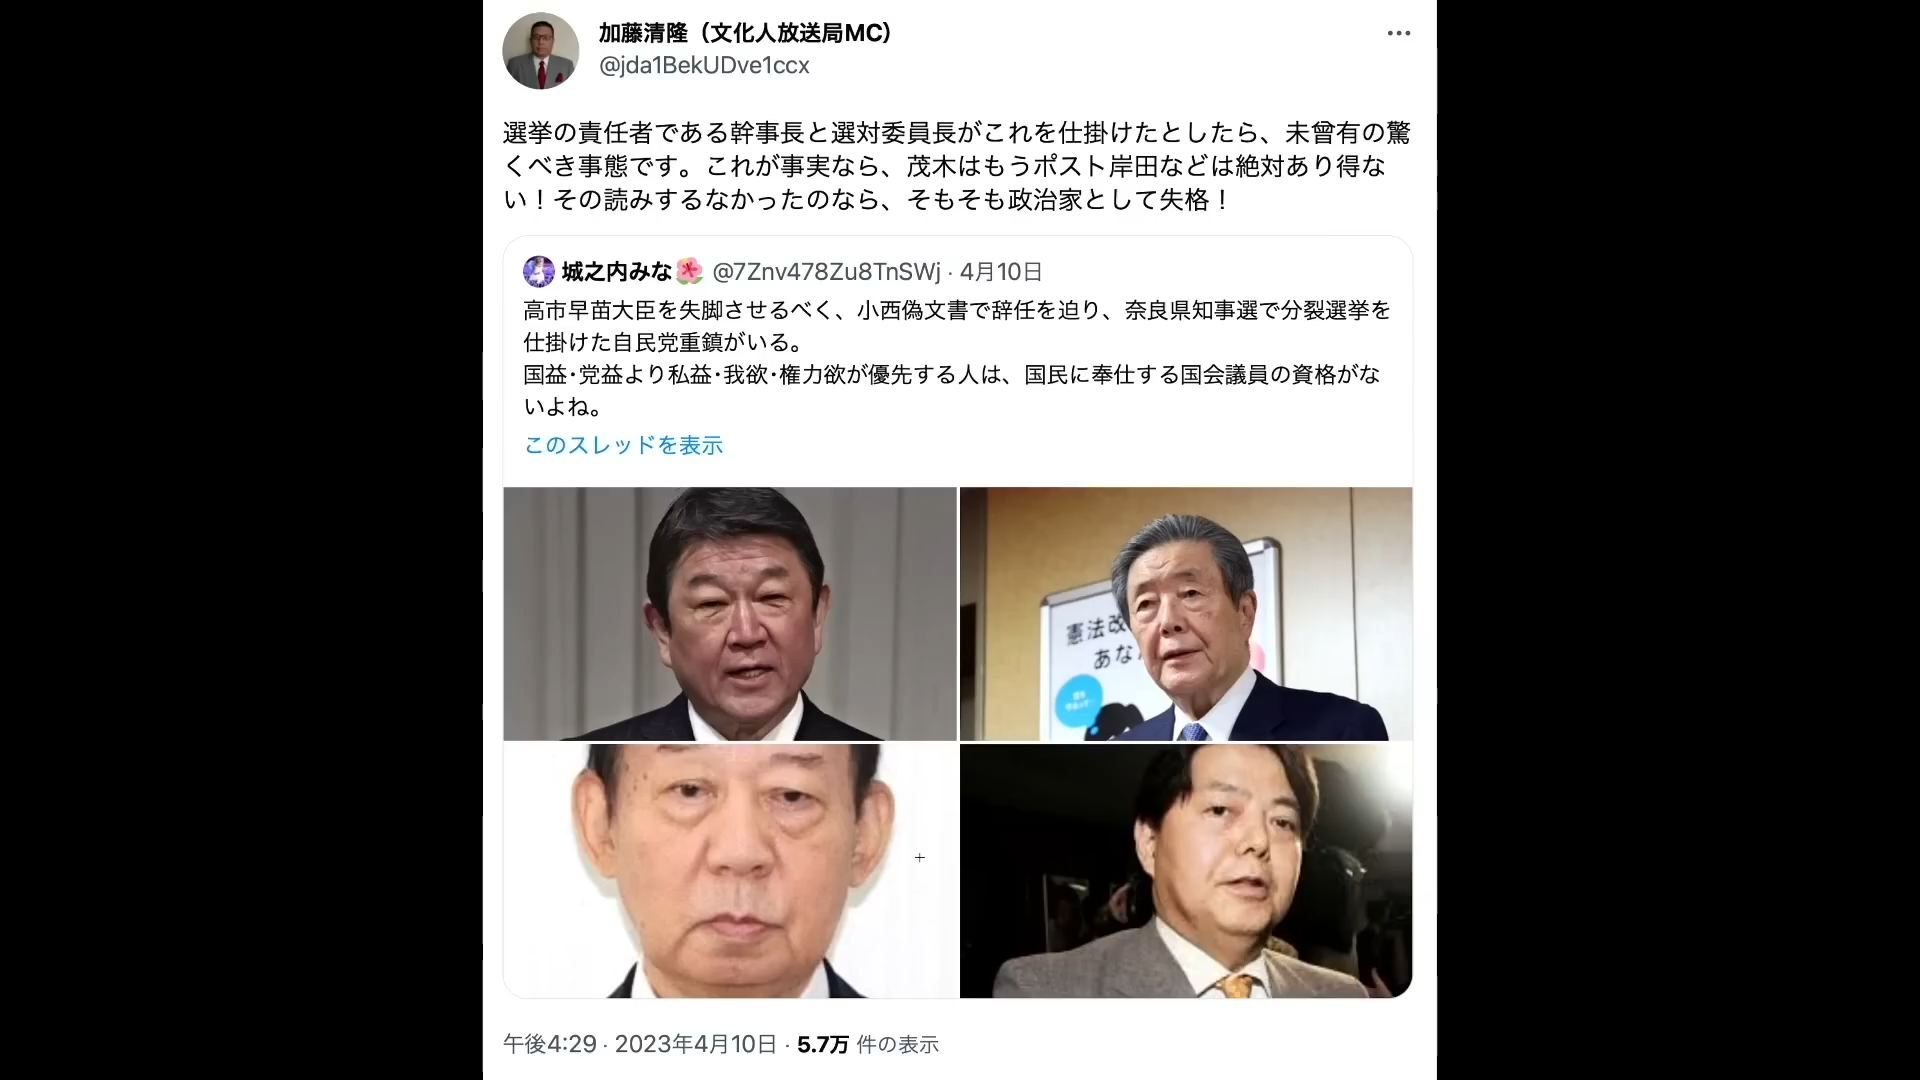 加藤清隆（文化人放送局MC）
@jda1BekUDve1ccx
選挙の責任者である幹事長と選対委員長がこれを仕掛けたとしたら、未曾有の驚
くべき事態です。これが事実なら、茂木はもうポスト岸田などは絶対あり得な
い！その読みするなかったのなら、そもそも政治家として失格！
城之内みな🌺 @7Znv478Zu8TnSWj · 4月10日
高市早苗大臣を失脚させるべく、小西偽文書で辞任を迫り、奈良県知事選で分裂選挙を
仕掛けた自民党重鎮がいる。
国益･党益より私益･我欲･権力欲が優先する人は、国民に奉仕する国会議員の資格がな
いよね。
このスレッドを表示
憲法改
あな
午後4:29 · 2023年4月10日 · 5.7万 件の表示